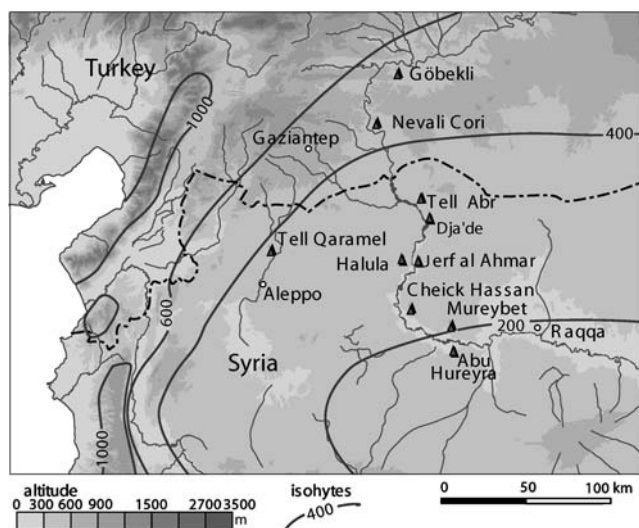 Turkey
1000
Göbekli
Nevali Cori
Gaziantep
400
Tell Abr
Dja'de
Tell Qaramel
Halula
Jerf al Ahmar
Aleppo
Cheick Hassan
600
Mureybet
200
Raqqa
Syria
Abu
Hureyra
1000
altitude
0 300 600 900 1500 2700 3500
m
isohytes
400
0 50 100 km